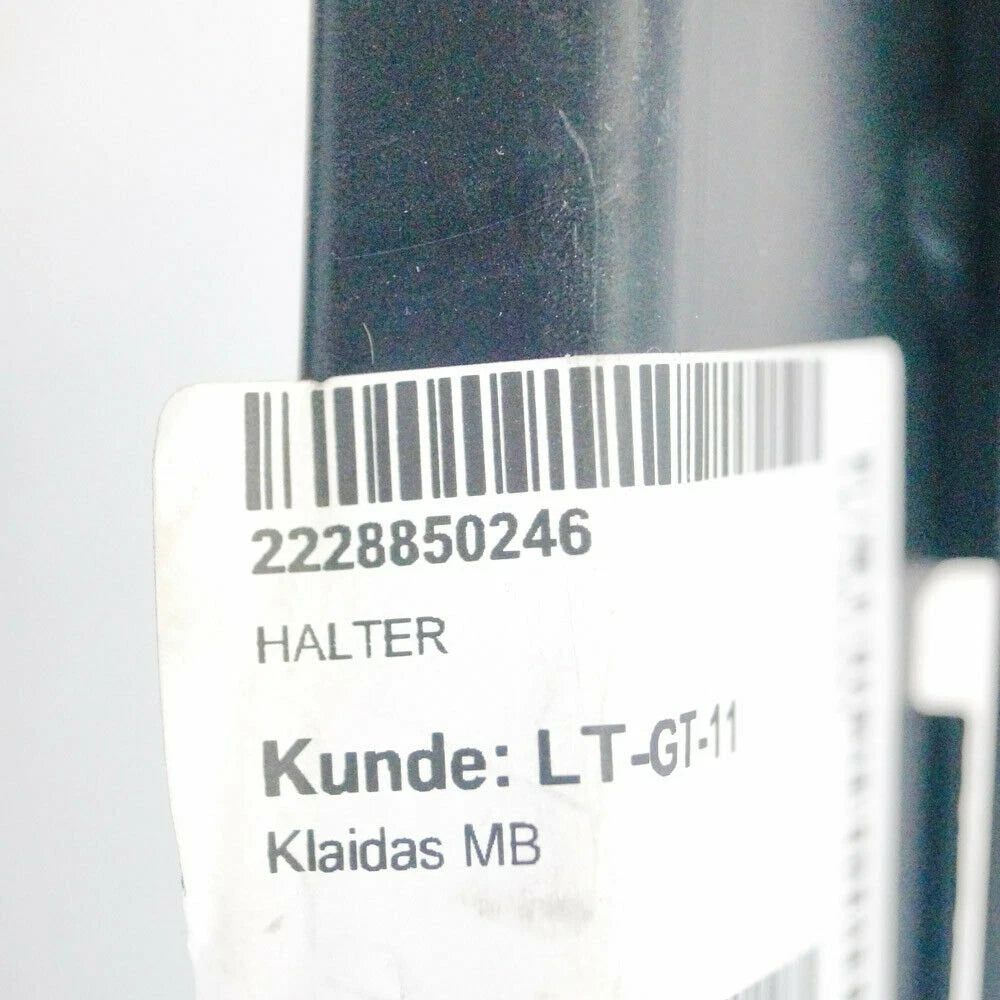 2228850246
HALTER
Kunde: LT-GT-11
Klaidas MB